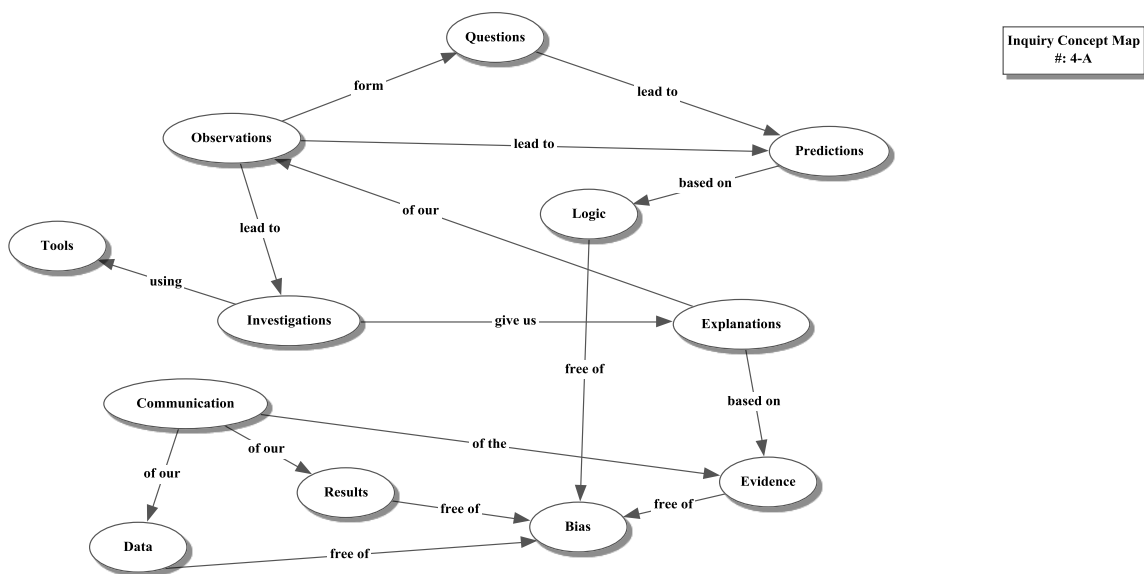 Questions
Inquiry Concept Map
#: 4-A
form
lead to
Observations
lead to
Predictions
based on
of our
Logic
lead to
Tools
using
Investigations
give us
Explanations
free of
based on
Communication
of the
of our
of our
Evidence
Results
free of
free of
Bias
Data
free of